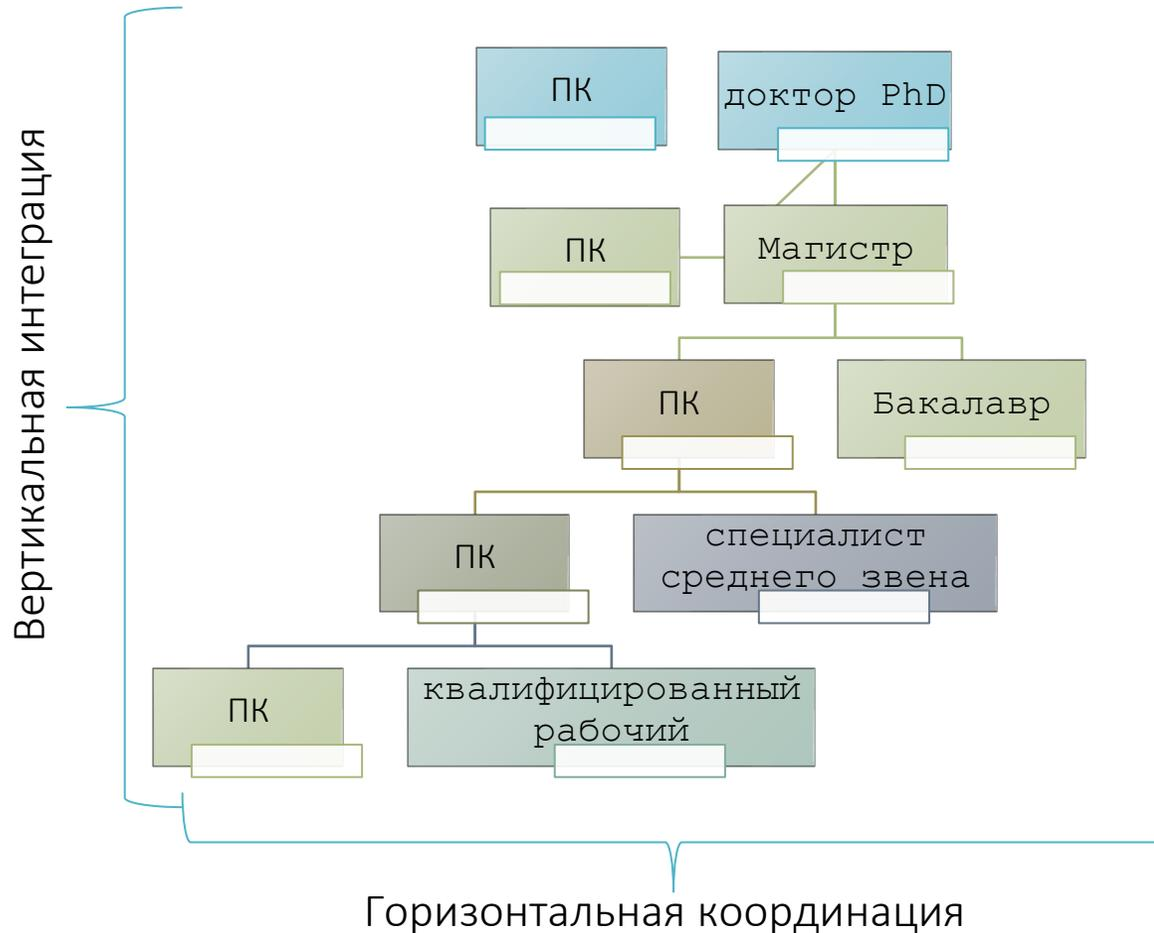 Вертикальная интеграция
ПК
доктор PhD
ПК
Магистр
ПК
Бакалавр
ПК
специалист
среднего звена
ПК
квалифицированный
рабочий
Горизонтальная координация